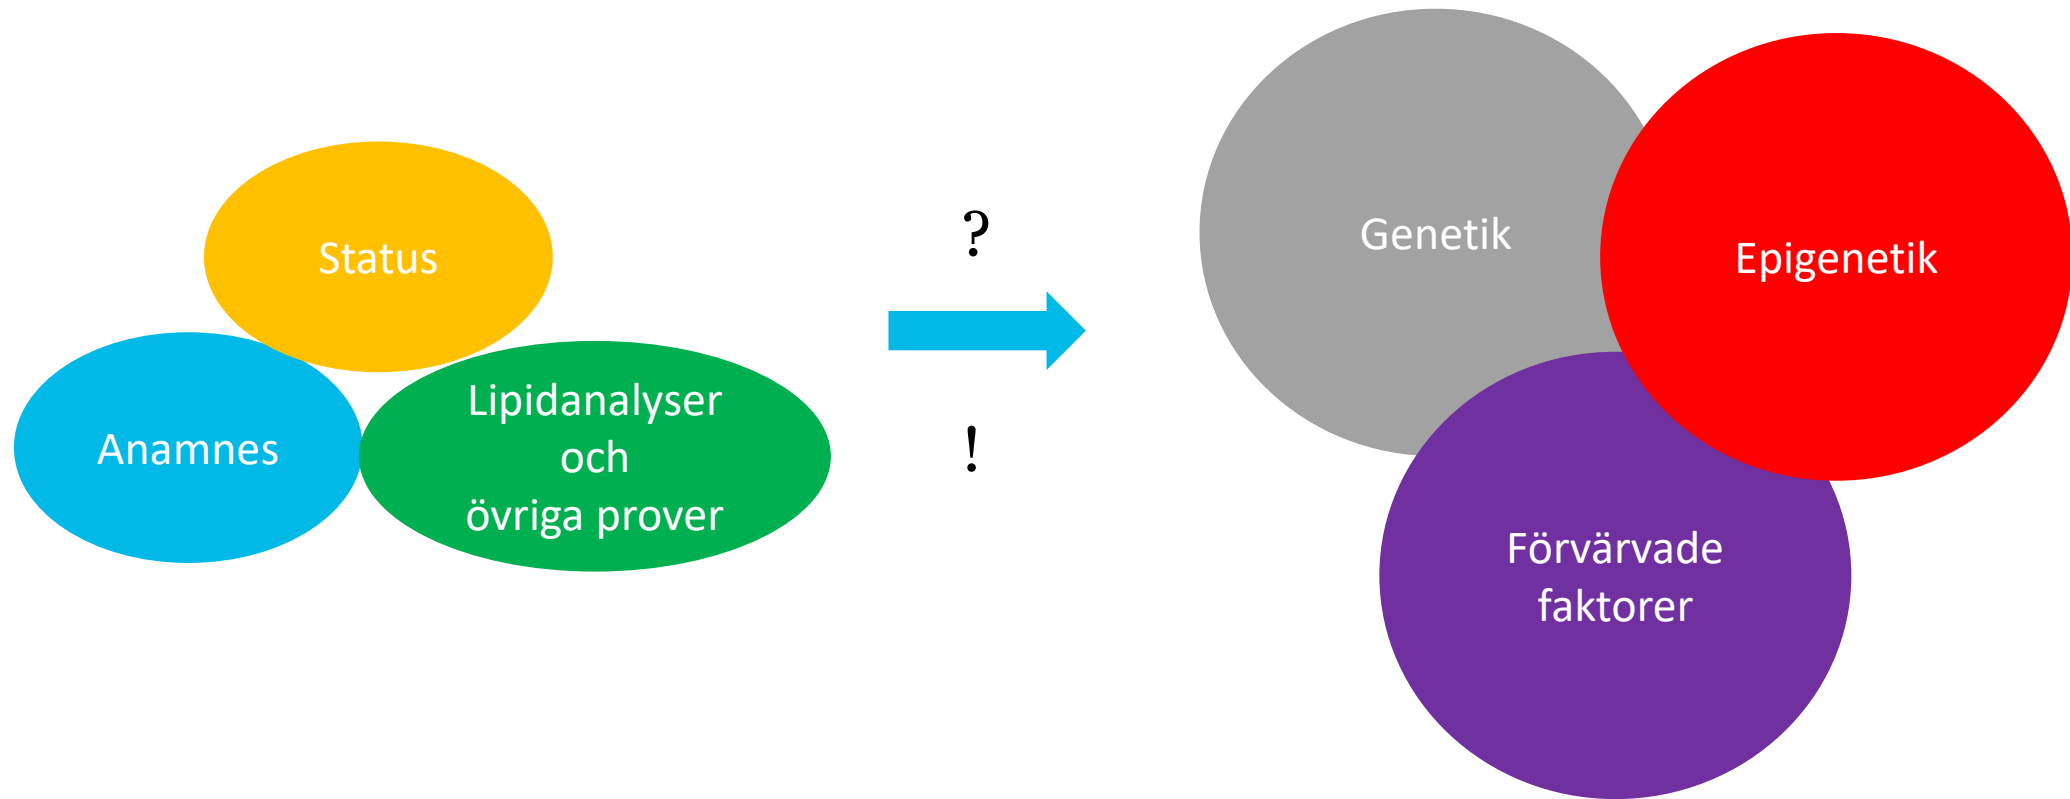 Status
Anamnes
Lipidanalyser
och
övriga prover
?
!
Genetik
Epigenetik
Förvärvade
faktorer